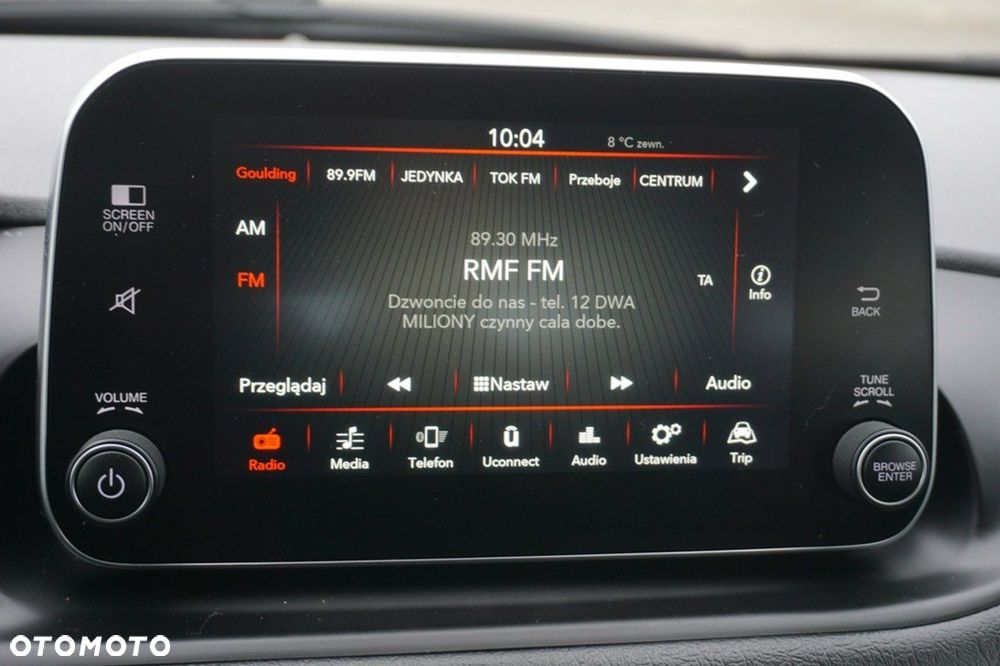 10:04 8 °C zewn.
Goulding 89.9FM JEDYNKA TOK FM Przeboje CENTRUM
SCREEN
ON/OFF
AM
FM
89.30 MHz
RMF FM
TA
Info
Dzwoncie do nas - tel. 12 DWA
MILIONY czynny cala dobe.
BACK
Przeglądaj Nastaw Audio
VOLUME
TUNE
SCROLL
Radio Media Telefon Uconnect Audio Ustawienia Trip
BROWSE
ENTER
OTOMOTO